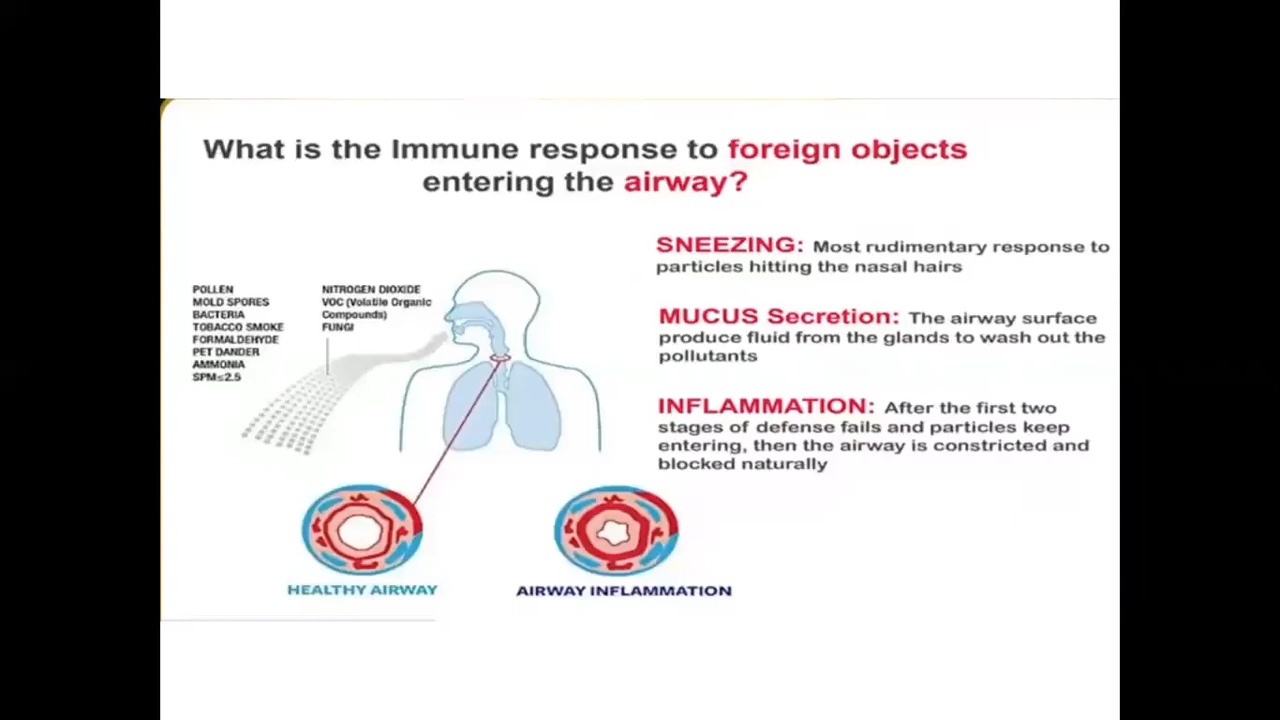 What is the Immune response to foreign objects
entering the airway?
POLLEN
MOLD SPORES
BACTERIA
TOBACCO SMOKE
FORMALDEHYDE
PET DANDER
AMMONIA
SPM≤2.5
NITROGEN DIOXIDE
VOC (Volatile Organic
Compounds)
FUNGI
SNEEZING: Most rudimentary response to
particles hitting the nasal hairs
MUCUS Secretion: The airway surface
produce fluid from the glands to wash out the
pollutants
INFLAMMATION: After the first two
stages of defense fails and particles keep
entering, then the airway is constricted and
blocked naturally
HEALTHY AIRWAY
AIRWAY INFLAMMATION